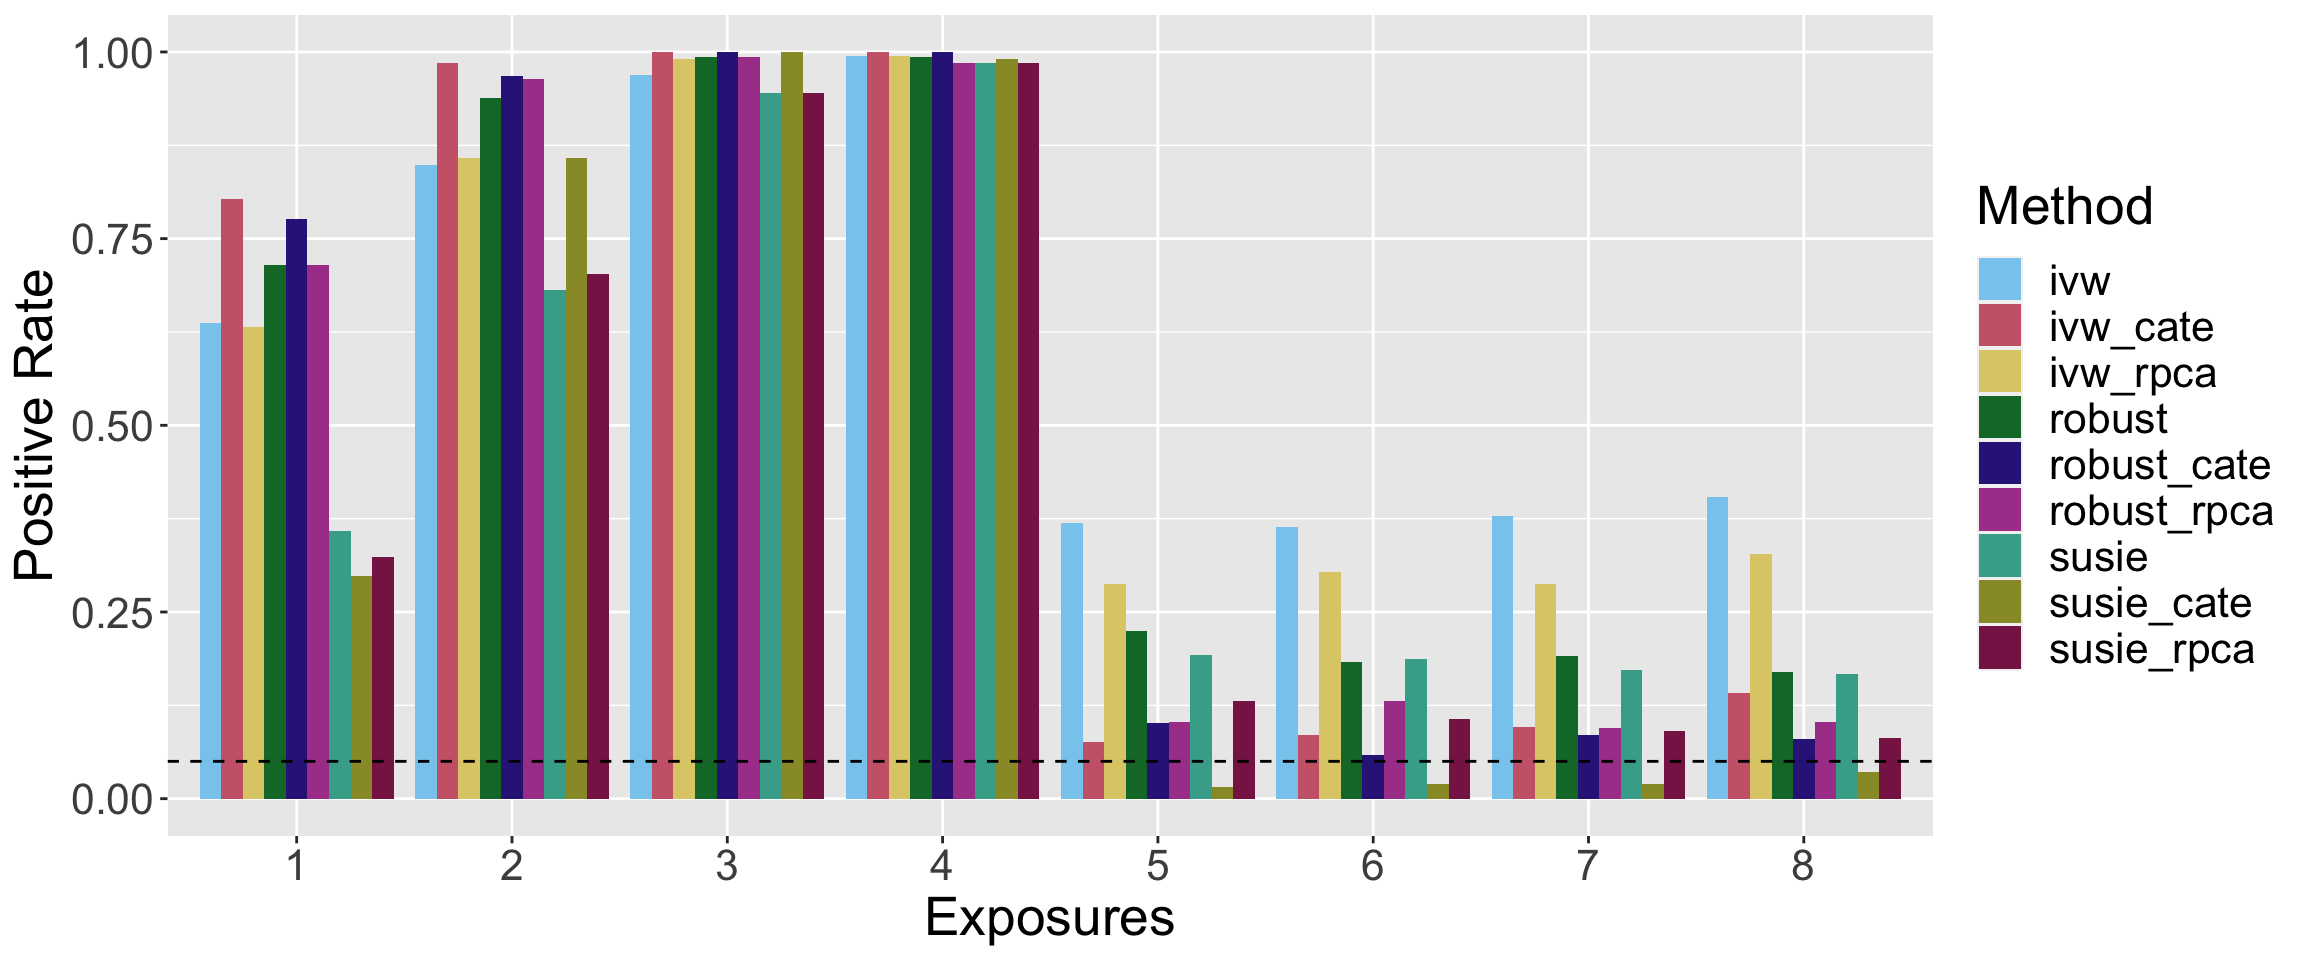 Positive Rate
1.00
0.75
0.50
0.25
0.00
1 2 3 4 5 6 7 8
Exposures
Method
ivw
ivw_cate
ivw_rpca
robust
robust_cate
robust_rpca
susie
susie_cate
susie_rpca